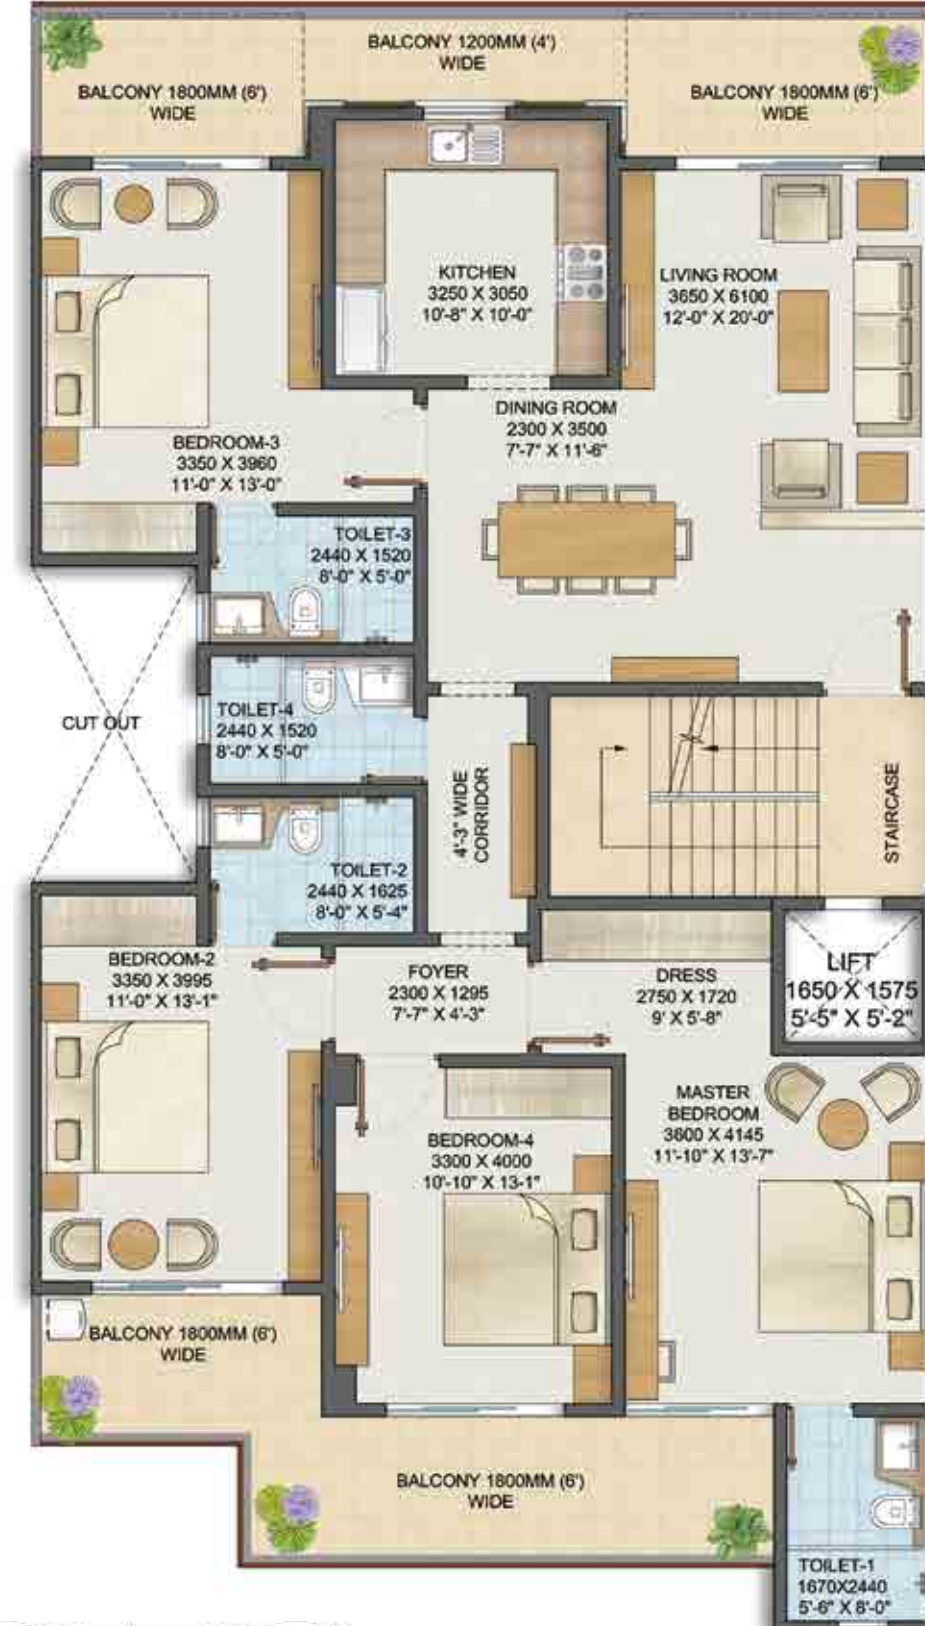 BALCONY 1200MM (4')
WIDE
BALCONY 1800MM (6')
WIDE
BALCONY 1800MM (6')
WIDE
KITCHEN
3250 X 3050
10'-8" X 10'-0"
LIVING ROOM
3650 X 6100
12'-0" X 20'-0"
DINING ROOM
2300 X 3500
7'-7" X 11'-6"
BEDROOM-3
3350 X 3960
11'-0" X 13'-0"
TOILET-3
2440 X 1520
8'-0" X 5'-0"
CUT OUT
TOILET-4
2440 X 1520
8'-0" X 5'-0"
4'-3" WIDE
CORRIDOR
STAIRCASE
TOILET-2
2440 X 1625
8'-0" X 5'-4"
BEDROOM-2
3350 X 3995
11'-0" X 13'-1"
FOYER
2300 X 1295
7'-7" X 4'-3"
DRESS
2750 X 1720
9' X 5'-8"
LIFT
1650 X 1575
5'-5" X 5'-2"
MASTER
BEDROOM
3600 X 4145
11'-10" X 13'-7"
BEDROOM-4
3300 X 4000
10'-10" X 13'-1"
BALCONY 1800MM (6')
WIDE
BALCONY 1800MM (6')
WIDE
TOILET-1
1670X2440
5'-6" X 8'-0"